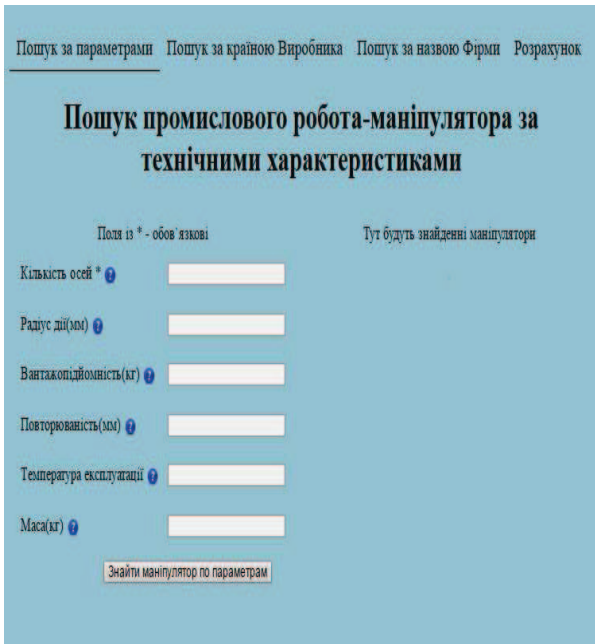 Пошук за параметрами Пошук за країною Виробника Пошук за назвою Фірми Розрахунок
Пошук промислового робота-маніпулятора за
технічними характеристиками
Поля із * - обов`язкові
Тут будуть знайденні маніпулятори
Кількість осей * ?
Радіус дії(мм) ?
Вантажопідйомність(кг) ?
Повторюваність(мм) ?
Температура експлуатації ?
Маса(кг) ?
Знайти маніпулятор по параметрам